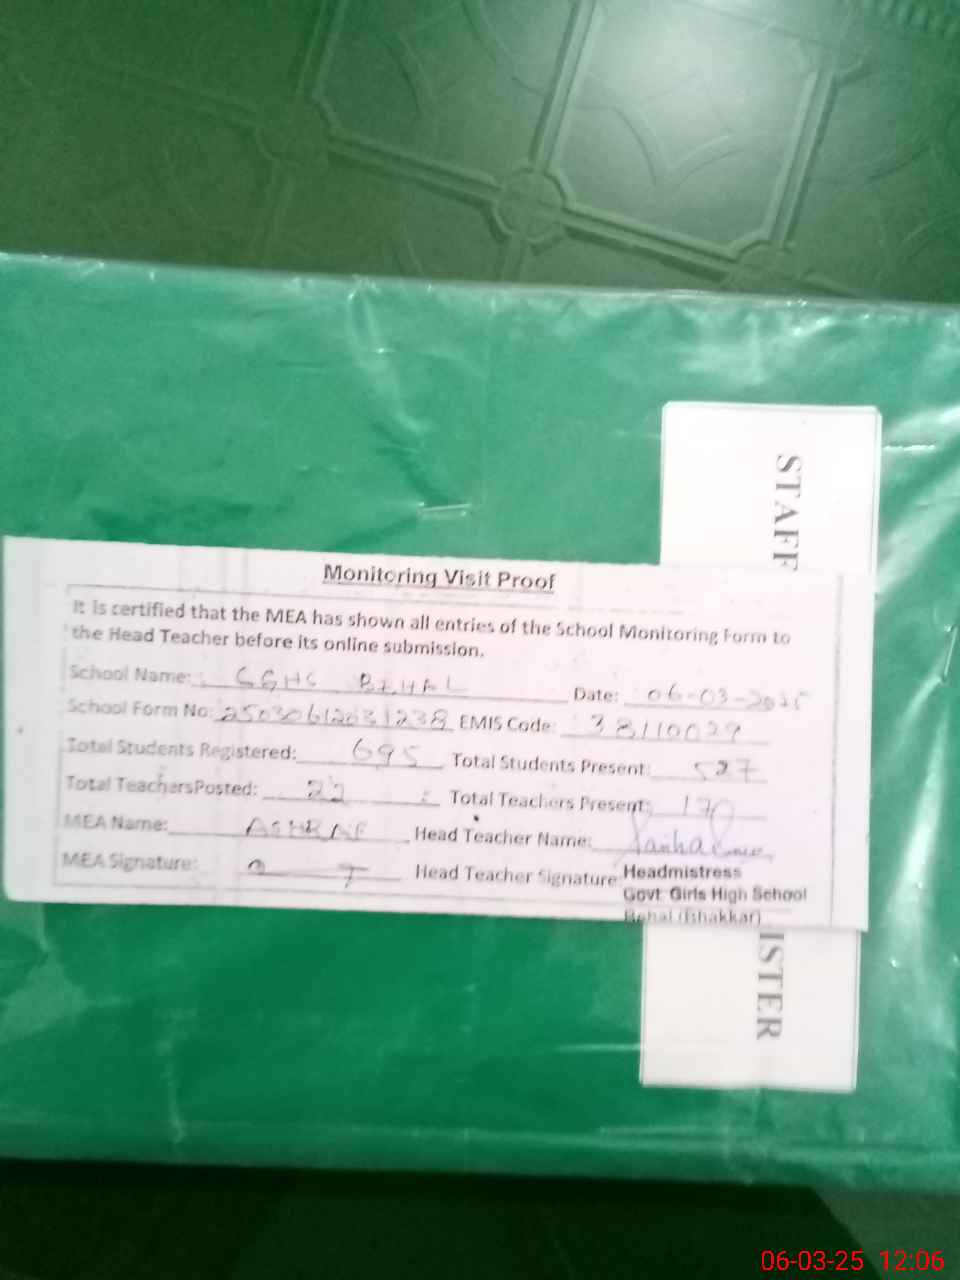 STAFF
Monitoring Visit Proof
It is certified that the MEA has shown all entries of the School Monitoring Form to
the Head Teacher before its online submission.
School Name: GGHS BEHAL Date: 06-03-2025
School Form No: 25030612031238 EMIS Code: 38110029
Total Students Registered: 695 Total Students Present: 527
Total TeachersPosted: 22 Total Teachers Present: 17
MEA Name: ASHRAF Head Teacher Name:
MEA Signature: Head Teacher Signature
Headmistress
Govt. Girls High School
Behal (Bhakkar)
ISTER
06-03-25 12:06